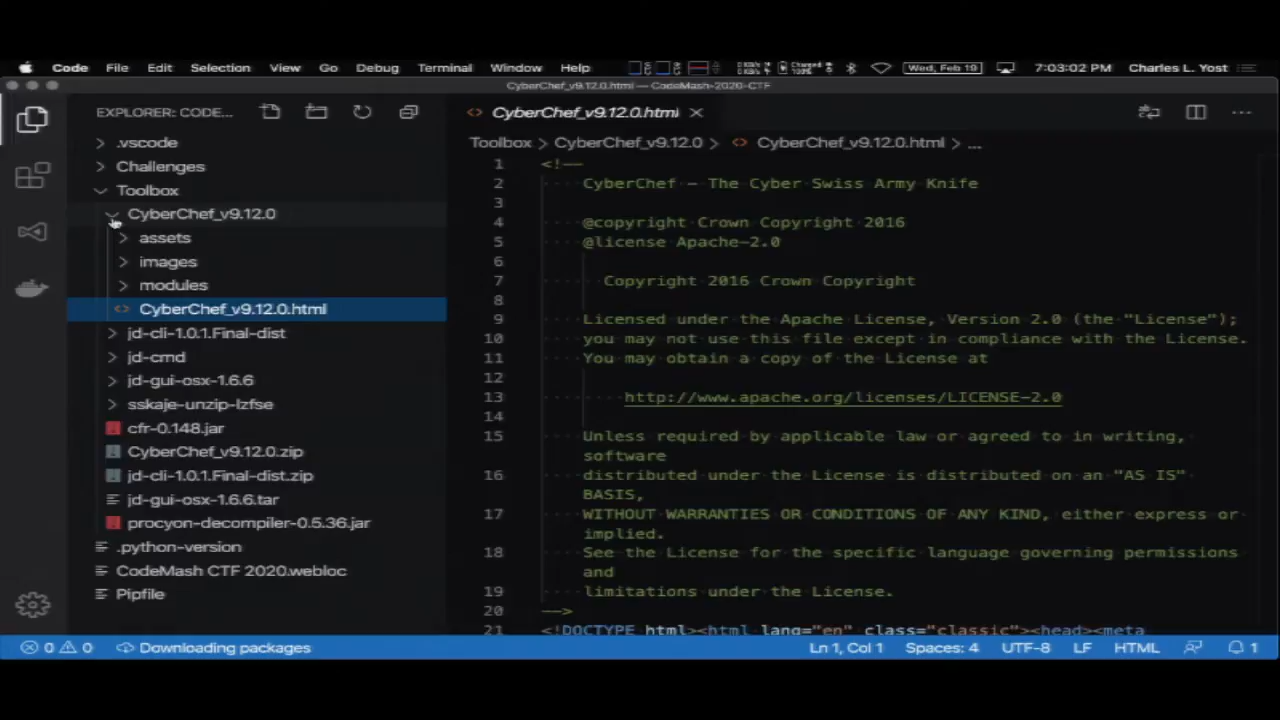 Code File Edit Selection View Go Debug Terminal Window Help Wed, Feb 19 7:03:02 PM Charles L. Yost
CyberChef_v9.12.0.html — CodeMash-2020-CTF
EXPLORER: CODE...
.vscode
Challenges
Toolbox
CyberChef_v9.12.0
assets
images
modules
CyberChef_v9.12.0.html
jd-cli-1.0.1.Final-dist
jd-cmd
jd-gui-osx-1.6.6
sskaje-unzip-lzfse
cfr-0.148.jar
CyberChef_v9.12.0.zip
jd-cli-1.0.1.Final-dist.zip
jd-gui-osx-1.6.6.tar
procyon-decompiler-0.5.36.jar
.python-version
CodeMash CTF 2020.webloc
Pipfile
CyberChef_v9.12.0.html
Toolbox > CyberChef_v9.12.0 > CyberChef_v9.12.0.html > ...
1 <!--
2 CyberChef - The Cyber Swiss Army Knife
3
4 @copyright Crown Copyright 2016
5 @license Apache-2.0
6
7 Copyright 2016 Crown Copyright
8
9 Licensed under the Apache License, Version 2.0 (the "License");
10 you may not use this file except in compliance with the License.
11 You may obtain a copy of the License at
12
13 http://www.apache.org/licenses/LICENSE-2.0
14
15 Unless required by applicable law or agreed to in writing,
software
16 distributed under the License is distributed on an "AS IS"
BASIS,
17 WITHOUT WARRANTIES OR CONDITIONS OF ANY KIND, either express or
implied.
18 See the License for the specific language governing permissions
and
19 limitations under the License.
20 -->
21 <!DOCTYPE html><html lang="en" class="classic"><head><meta
0 0 Downloading packages Ln 1, Col 1 Spaces: 4 UTF-8 LF HTML 1